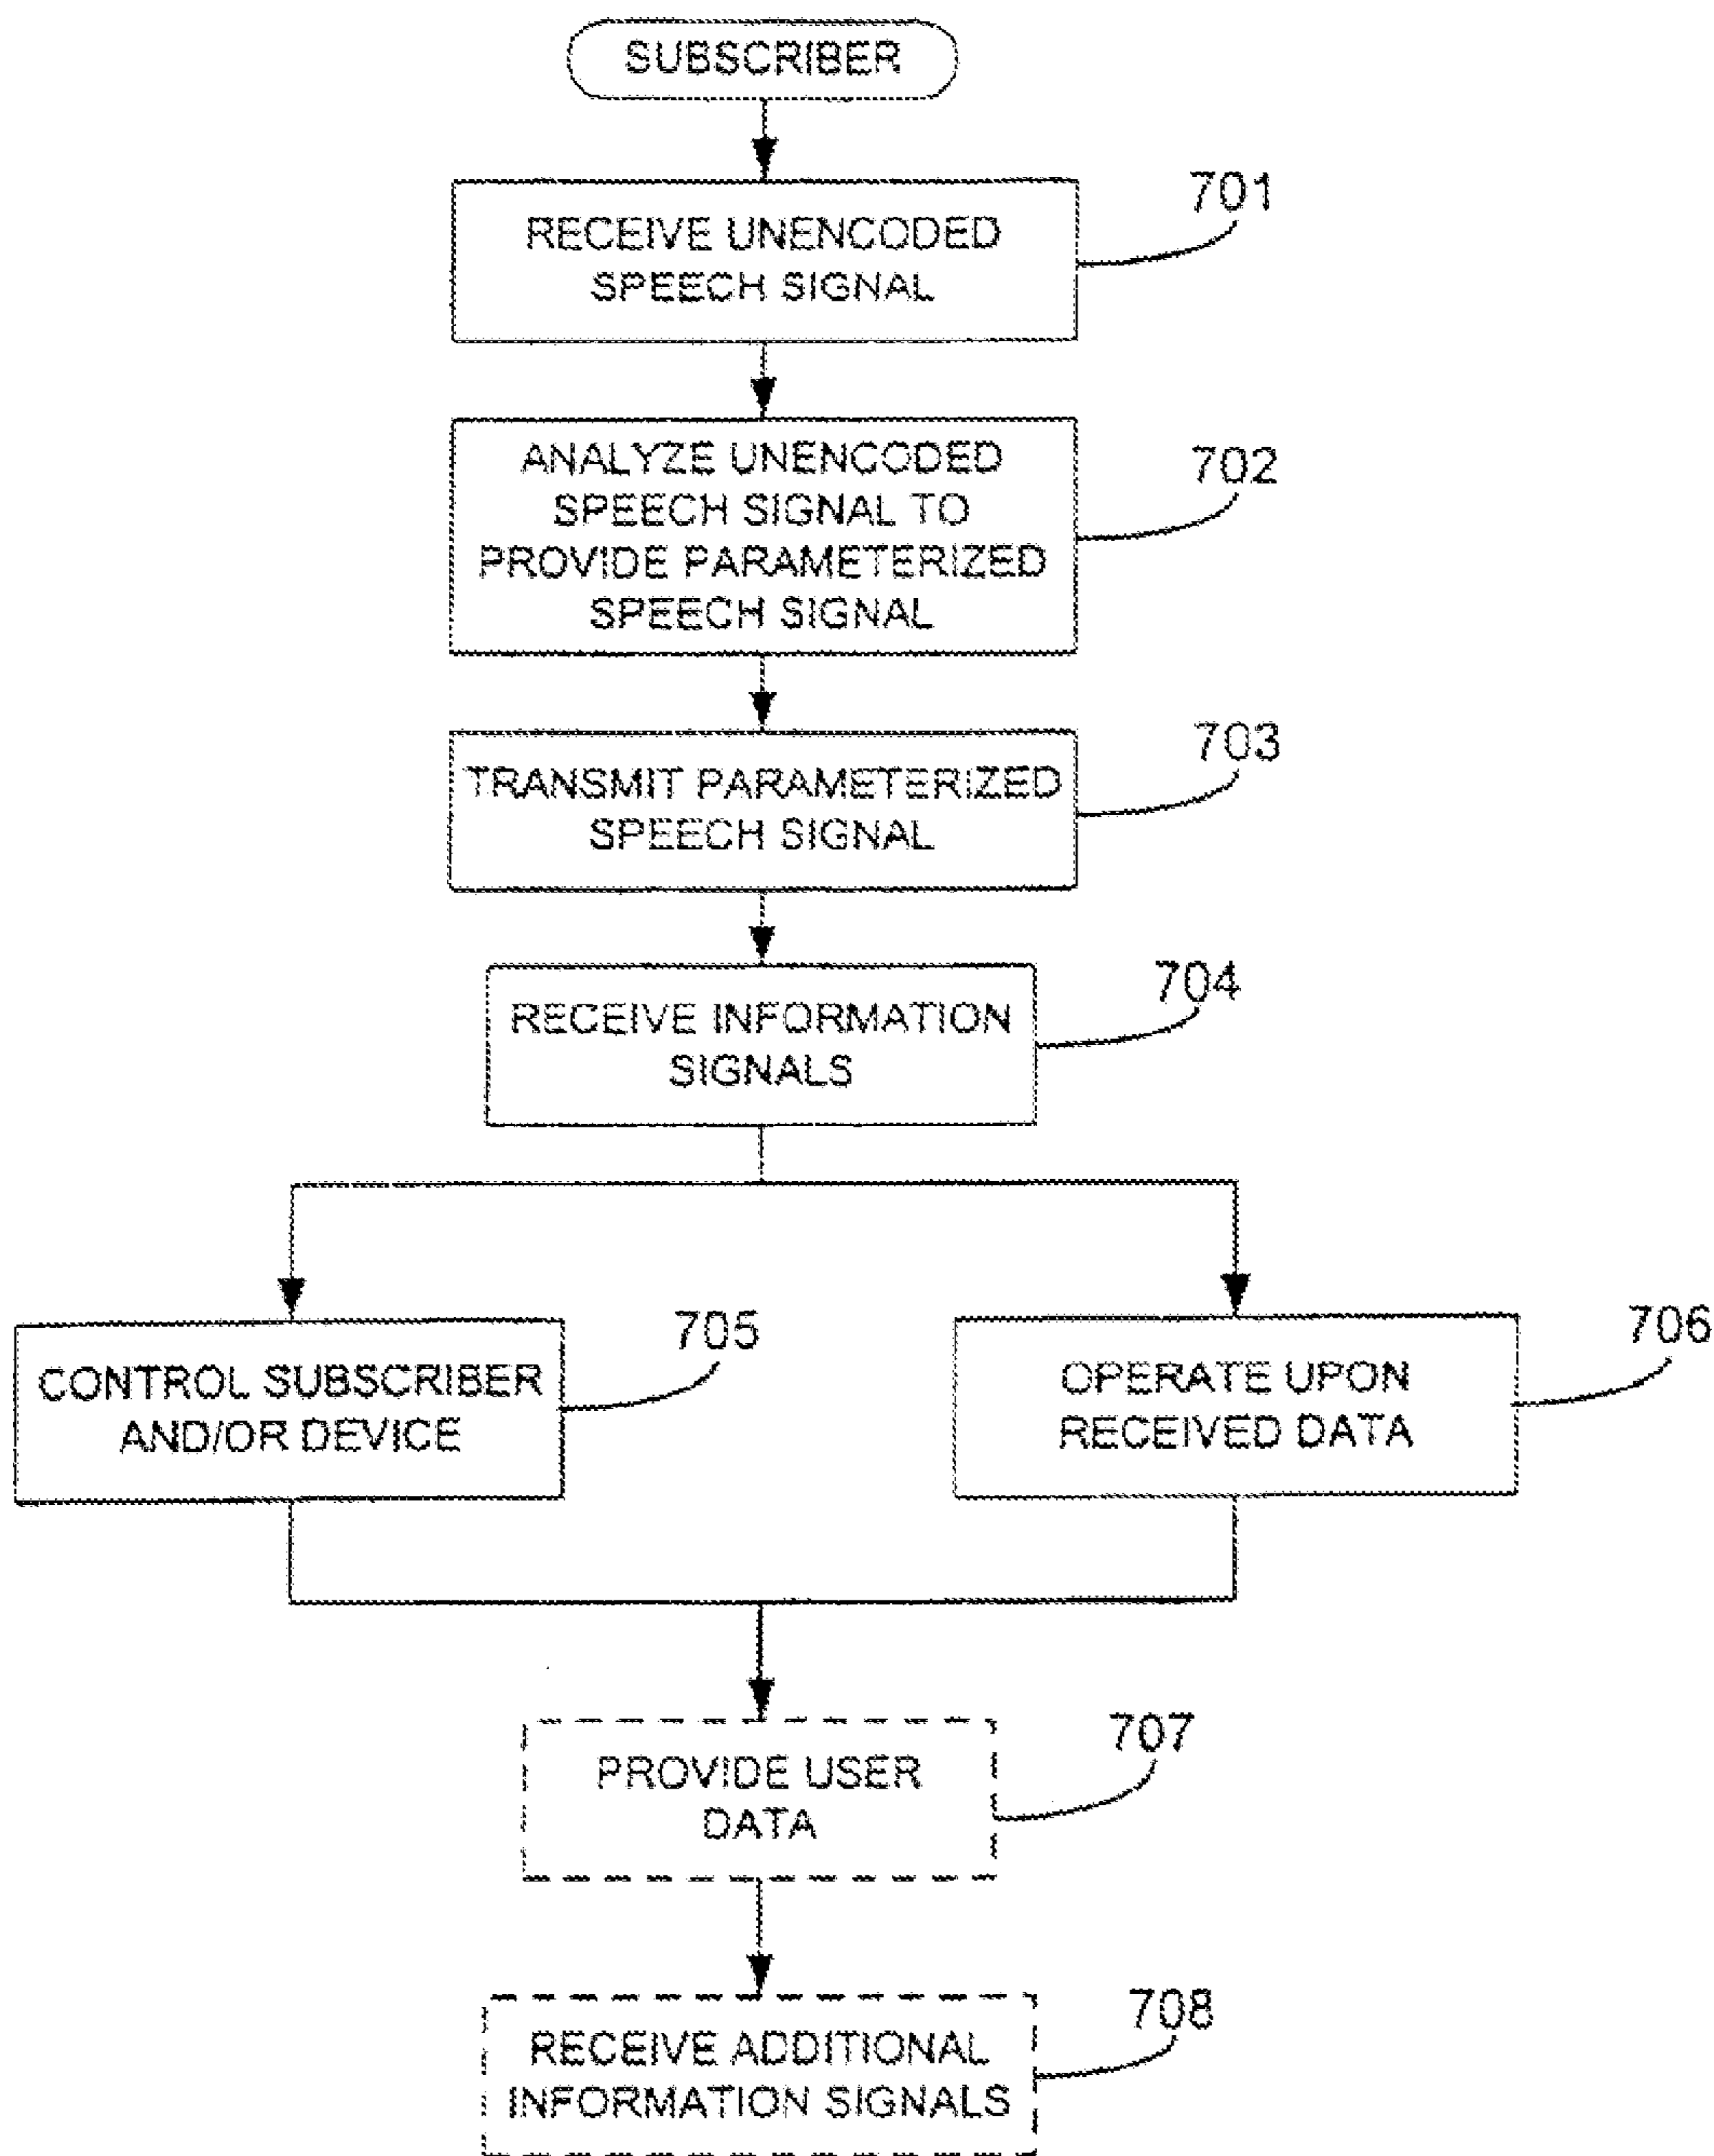 SUBSCRIBER
RECEIVE UNENCODED
SPEECH SIGNAL
701
ANALYZE UNENCODED
SPEECH SIGNAL TO
PROVIDE PARAMETERIZED
SPEECH SIGNAL
702
TRANSMIT PARAMETERIZED
SPEECH SIGNAL
703
RECEIVE INFORMATION
SIGNALS
704
CONTROL SUBSCRIBER
AND/OR DEVICE
705
OPERATE UPON
RECEIVED DATA
706
PROVIDE USER
DATA
707
RECEIVE ADDITIONAL
INFORMATION SIGNALS
708